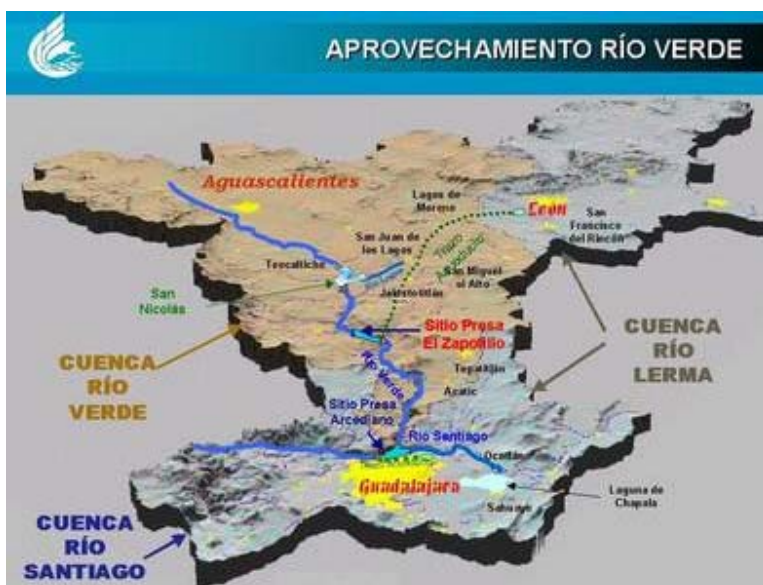 APROVECHAMIENTO RÍO VERDE
Aguascalientes
Lagos de
Moreno
León
San
Francisco
del Rincón
San Juan de
los Lagos
Teocaltiche
Acueducto
San Miguel
el Alto
San
Nicolás
Jalostotitlán
Sitio Presa
El Zapotillo
CUENCA
RÍO
VERDE
CUENCA
RÍO
LERMA
Río Verde
Tepatitlán
Acatic
Sitio Presa
Arcediano
Río Santiago
Ocotlán
Guadalajara
Laguna de
Chapala
Sahuayo
CUENCA
RÍO
SANTIAGO